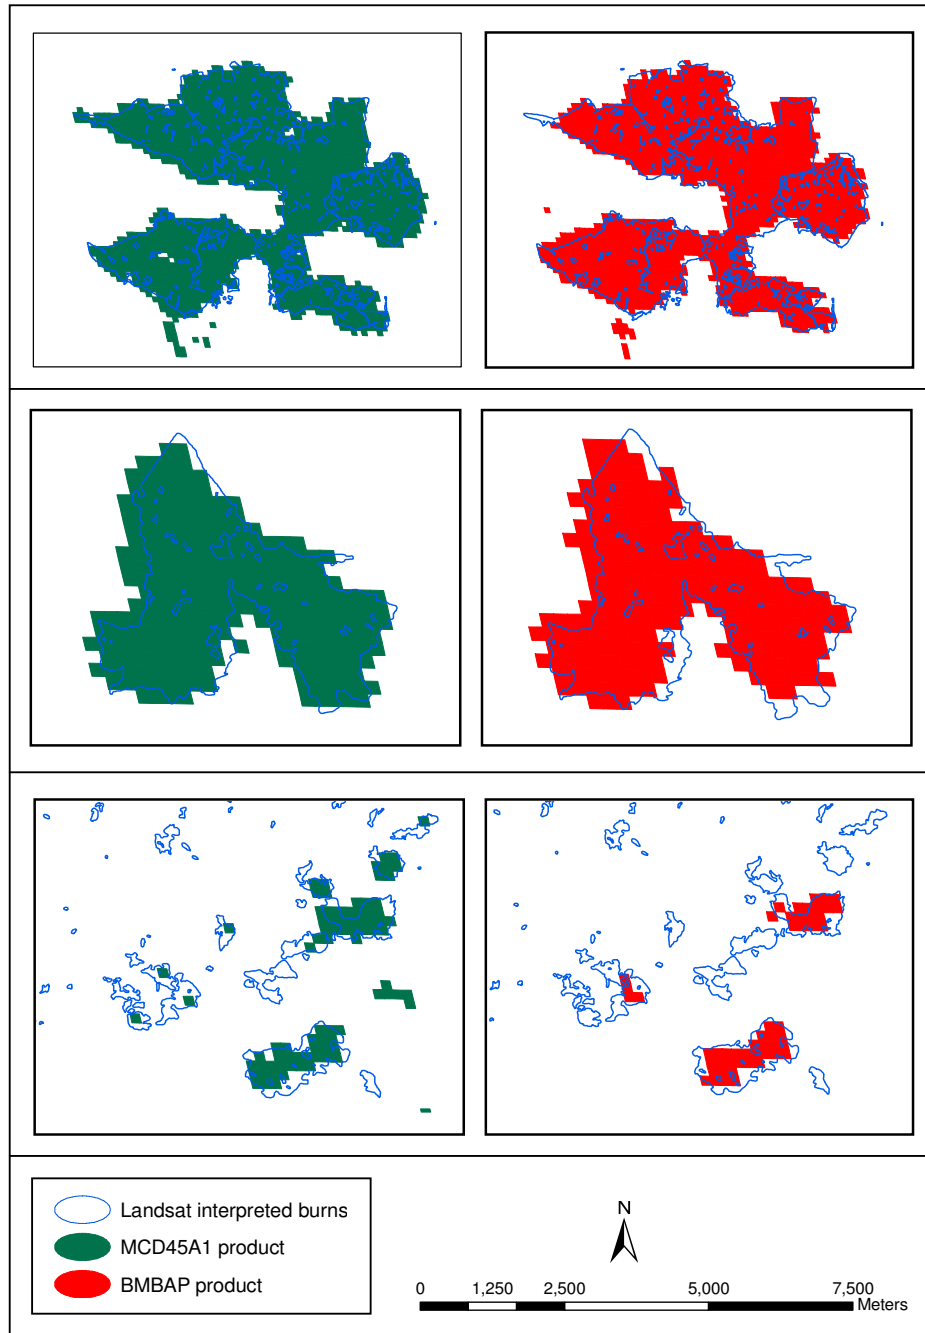 Landsat interpreted burns
MCD45A1 product
BMBAP product
N
0 1,250 2,500 5,000 7,500
Meters